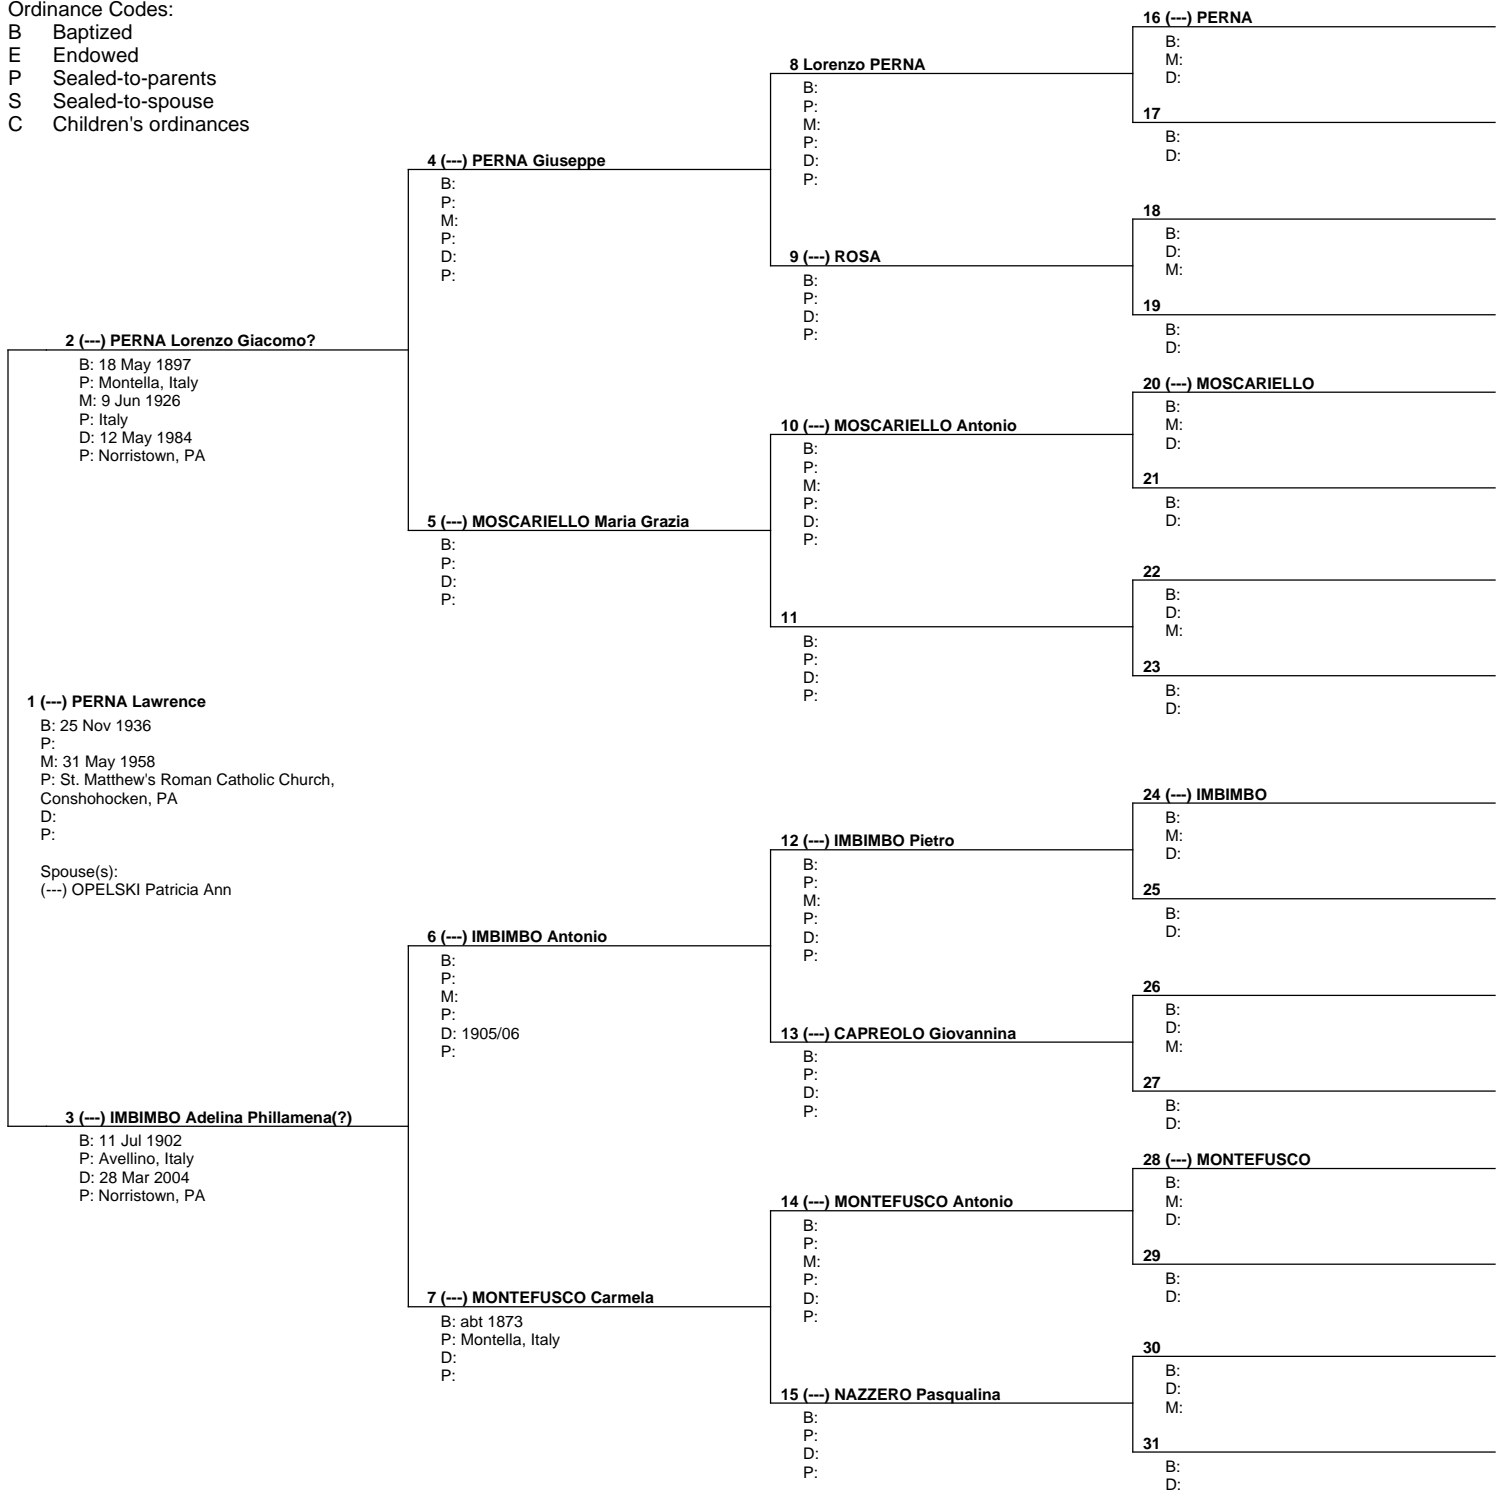 Ordinance Codes:
B Baptized
E Endowed
P Sealed-to-parents
S Sealed-to-spouse
C Children's ordinances
1 (---) PERNA Lawrence
B: 25 Nov 1936
P:
M: 31 May 1958
P: St. Matthew's Roman Catholic Church,
Conshohocken, PA
D:
P:
Spouse(s):
(---) OPELSKI Patricia Ann
2 (---) PERNA Lorenzo Giacomo?
B: 18 May 1897
P: Montella, Italy
M: 9 Jun 1926
P: Italy
D: 12 May 1984
P: Norristown, PA
3 (---) IMBIMBO Adelina Phillamena(?)
B: 11 Jul 1902
P: Avellino, Italy
D: 28 Mar 2004
P: Norristown, PA
4 (---) PERNA Giuseppe
B:
P:
M:
P:
D:
P:
5 (---) MOSCARIELLO Maria Grazia
B:
P:
D:
P:
6 (---) IMBIMBO Antonio
B:
P:
M:
P:
D: 1905/06
P:
7 (---) MONTEFUSCO Carmela
B: abt 1873
P: Montella, Italy
D:
P:
8 Lorenzo PERNA
B:
P:
M:
P:
D:
P:
9 (---) ROSA
B:
P:
D:
P:
10 (---) MOSCARIELLO Antonio
B:
P:
M:
P:
D:
P:
11
B:
P:
D:
P:
12 (---) IMBIMBO Pietro
B:
P:
M:
P:
D:
P:
13 (---) CAPREOLO Giovannina
B:
P:
D:
P:
14 (---) MONTEFUSCO Antonio
B:
P:
M:
P:
D:
P:
15 (---) NAZZERO Pasqualina
B:
P:
D:
P:
16 (---) PERNA
B:
M:
D:
17
B:
D:
18
B:
D:
M:
19
B:
D:
20 (---) MOSCARIELLO
B:
M:
D:
21
B:
D:
22
B:
D:
M:
23
B:
D:
24 (---) IMBIMBO
B:
M:
D:
25
B:
D:
26
B:
D:
M:
27
B:
D:
28 (---) MONTEFUSCO
B:
M:
D:
29
B:
D:
30
B:
D:
M:
31
B:
D: